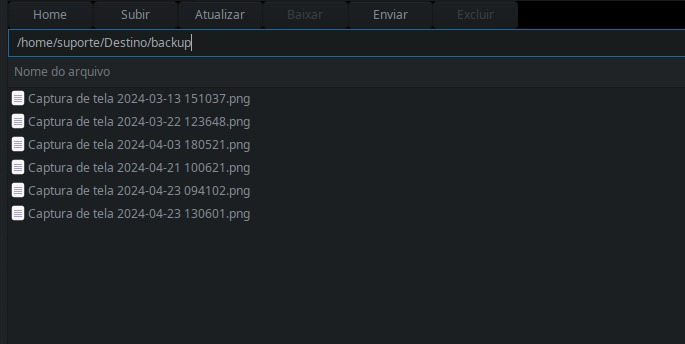 Home Subir Atualizar Baixar Enviar Excluir
/home/suporte/Destino/backup
Nome do arquivo
Captura de tela 2024-03-13 151037.png
Captura de tela 2024-03-22 123648.png
Captura de tela 2024-04-03 180521.png
Captura de tela 2024-04-21 100621.png
Captura de tela 2024-04-23 094102.png
Captura de tela 2024-04-23 130601.png